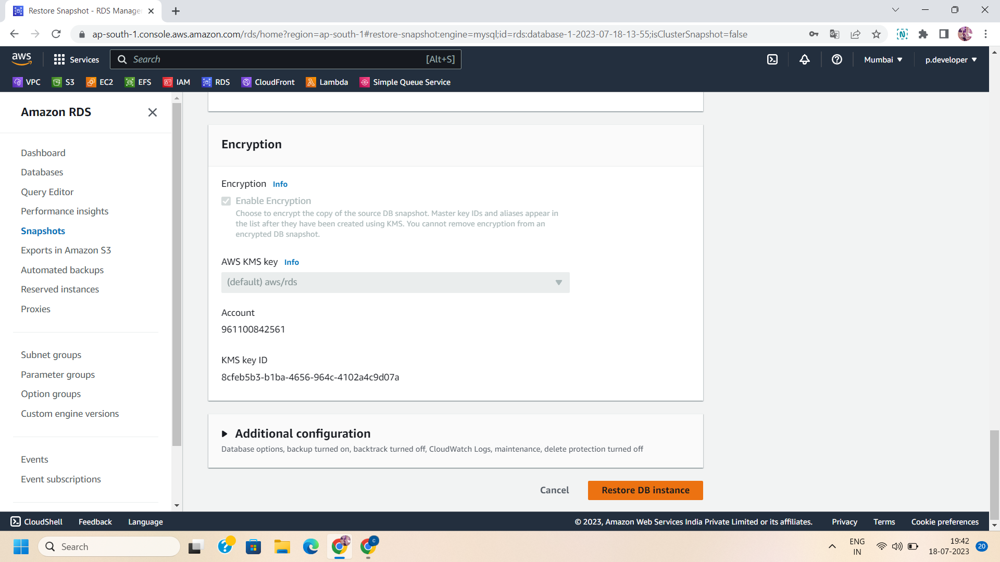 Restore Snapshot - RDS Manage
ap-south-1.console.aws.amazon.com/rds/home?region=ap-south-1#restore-snapshot:engine=mysql;id=rds:database-1-2023-07-18-13-55;isClusterSnapshot=false
aws
Services
Search
[Alt+S]
Mumbai
p.developer
VPC
S3
EC2
EFS
IAM
RDS
CloudFront
Lambda
Simple Queue Service
Amazon RDS
Dashboard
Databases
Query Editor
Performance insights
Snapshots
Exports in Amazon S3
Automated backups
Reserved instances
Proxies
Subnet groups
Parameter groups
Option groups
Custom engine versions
Events
Event subscriptions
Encryption
Encryption Info
Enable Encryption
Choose to encrypt the copy of the source DB snapshot. Master key IDs and aliases appear in
the list after they have been created using KMS. You cannot remove encryption from an
encrypted DB snapshot.
AWS KMS key Info
(default) aws/rds
Account
961100842561
KMS key ID
8cfeb5b3-b1ba-4656-964c-4102a4c9d07a
Additional configuration
Database options, backup turned on, backtrack turned off, CloudWatch Logs, maintenance, delete protection turned off
Cancel
Restore DB instance
CloudShell
Feedback
Language
© 2023, Amazon Web Services India Private Limited or its affiliates.
Privacy
Terms
Cookie preferences
Search
ENG
IN
19:42
18-07-2023
20